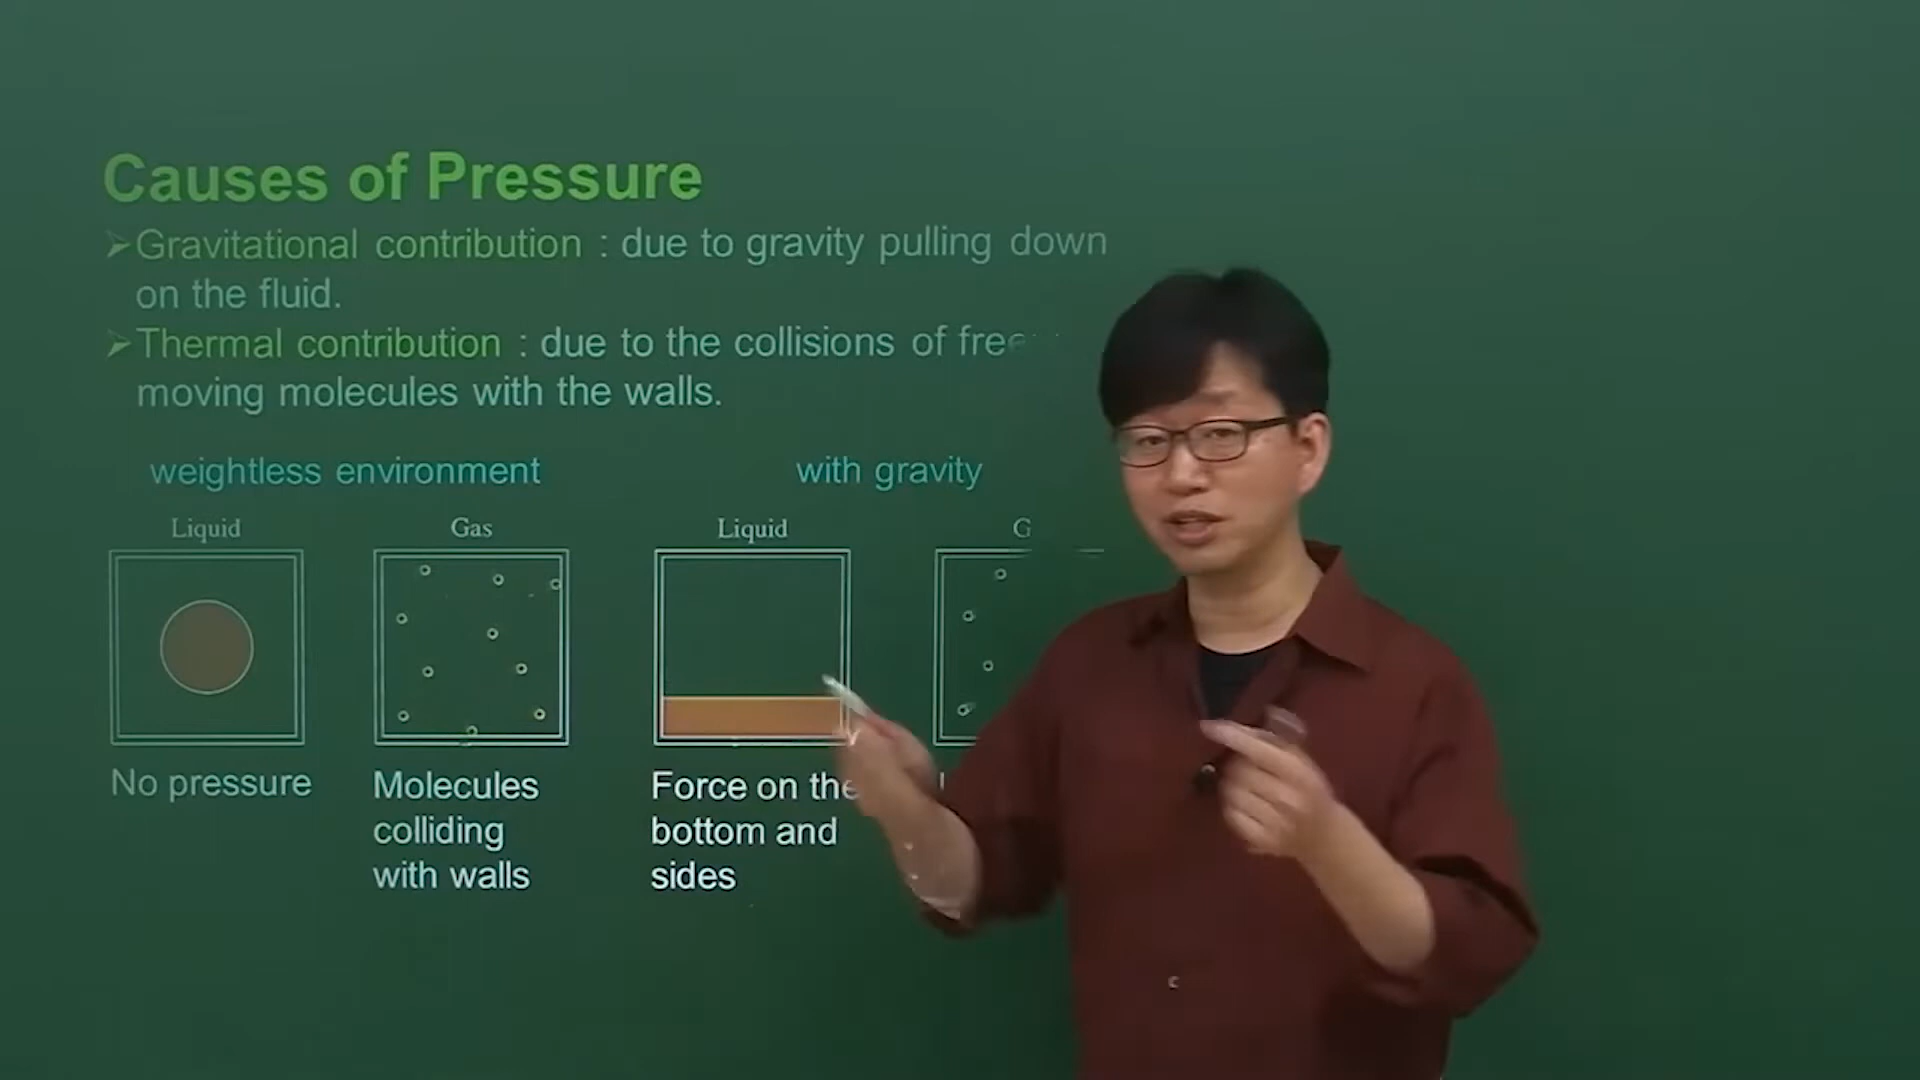 Causes of Pressure
➢Gravitational contribution : due to gravity pulling down
on the fluid.
➢Thermal contribution : due to the collisions of free
moving molecules with the walls.
weightless environment
with gravity
Liquid
Gas
Liquid
G
No pressure
Molecules
colliding
with walls
Force on the
bottom and
sides